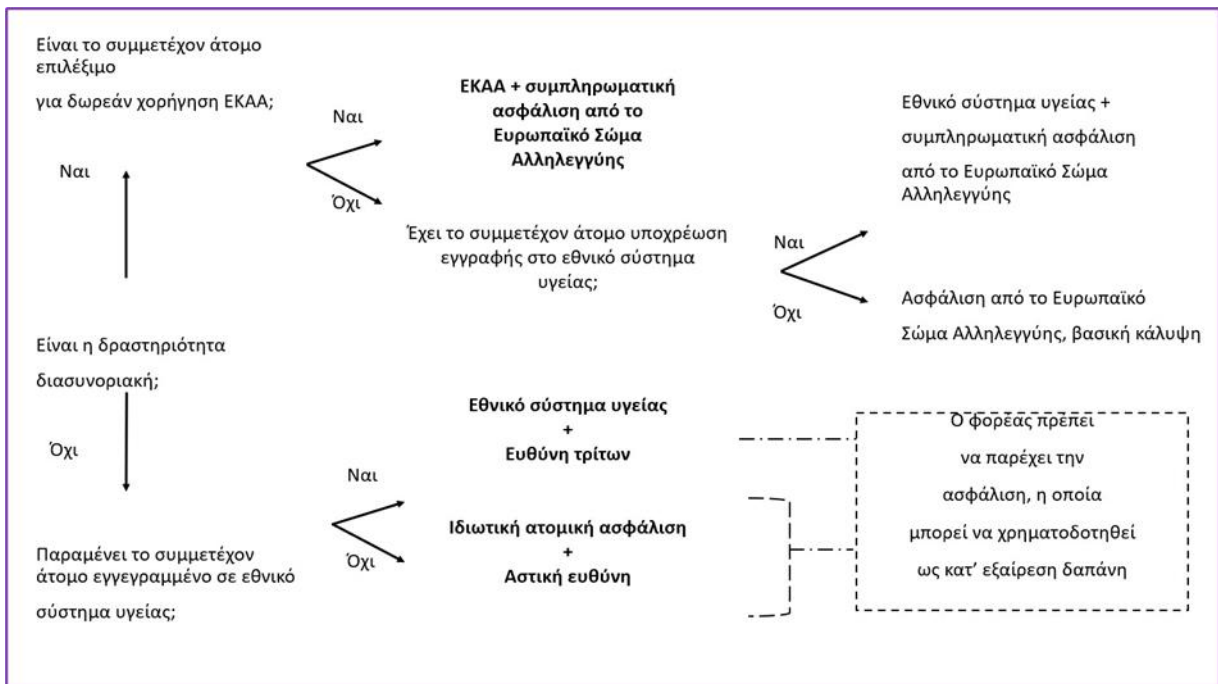 Είναι το συμμετέχον άτομο
επιλέξιμο
για δωρεάν χορήγηση ΕΚΑΑ;
Ναι
Ναι
Όχι
ΕΚΑΑ + συμπληρωματική
ασφάλιση από το
Ευρωπαϊκό Σώμα
Αλληλεγγύης
Έχει το συμμετέχον άτομο υποχρέωση
εγγραφής στο εθνικό σύστημα
υγείας;
Ναι
Όχι
Εθνικό σύστημα υγείας +
συμπληρωματική ασφάλιση
από το Ευρωπαϊκό Σώμα
Αλληλεγγύης
Ασφάλιση από το Ευρωπαϊκό
Σώμα Αλληλεγγύης, βασική κάλυψη
Είναι η δραστηριότητα
διασυνοριακή;
Όχι
Παραμένει το συμμετέχον
άτομο εγγεγραμμένο σε εθνικό
σύστημα υγείας;
Ναι
Όχι
Εθνικό σύστημα υγείας
+
Ευθύνη τρίτων
Ιδιωτική ατομική ασφάλιση
+
Αστική ευθύνη
Ο φορέας πρέπει
να παρέχει την
ασφάλιση, η οποία
μπορεί να χρηματοδοτηθεί
ως κατ’ εξαίρεση δαπάνη